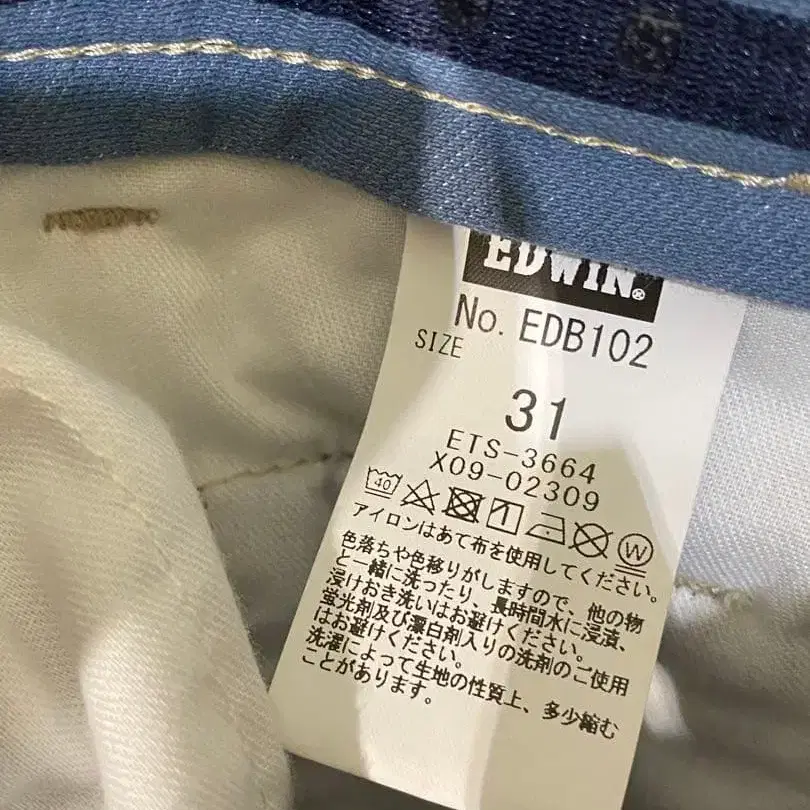 EDWIN®
No. EDB102
SIZE
31
ETS-3664
X09-02309
40 1 W
アイロンはあて布を使用してください。
色落ちや色移りがしますので、他の物
と一緒に洗ったり、長時間水に浸漬、
浸けおき洗いはお避けください。
蛍光剤及び漂白剤入りの洗剤のご使用
はお避けください。
洗濯によって生地の性質上、多少縮む
ことがあります。